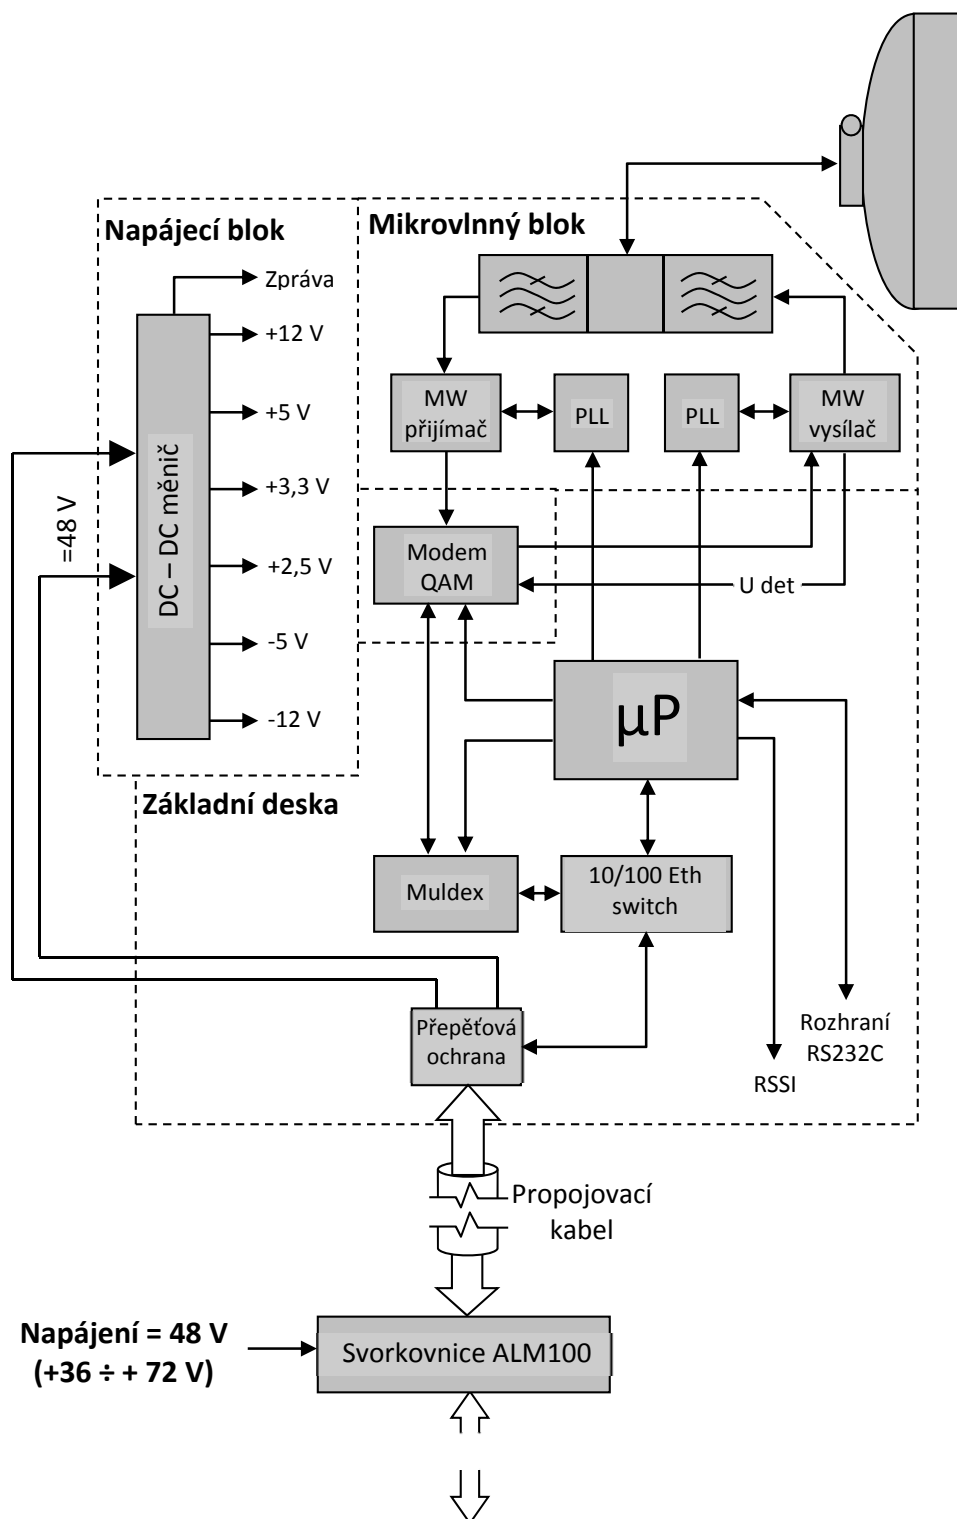 Napájecí blok
Mikrovlnný blok
Zpráva
+12 V
+5 V
+3,3 V
+2,5 V
-5 V
-12 V
DC – DC měnič
=48 V
MW
přijímač
PLL
PLL
MW
vysílač
Modem
QAM
U det
µP
Základní deska
Muldex
10/100 Eth
switch
Přepěťová
ochrana
Rozhraní
RS232C
RSSI
Propojovací
kabel
Napájení = 48 V
(+36 ÷ + 72 V)
Svorkovnice ALM100